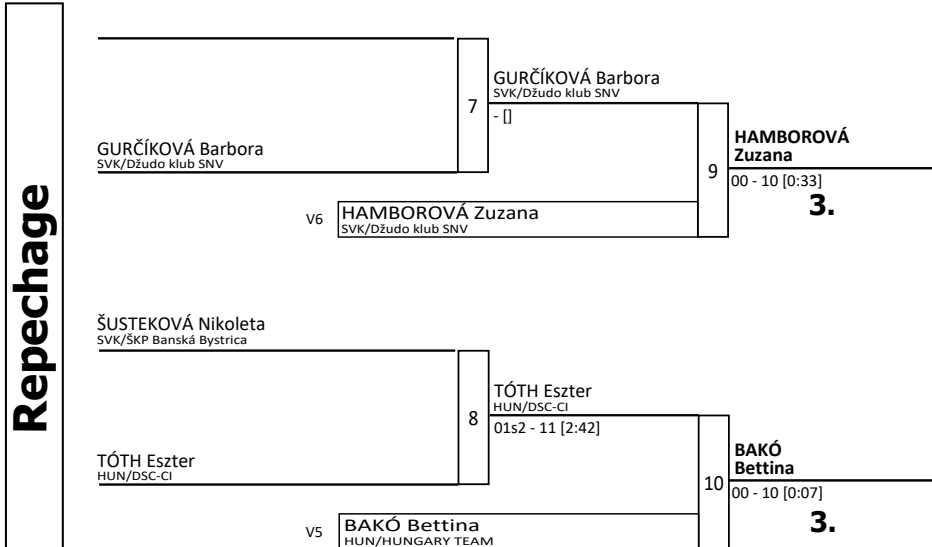 Repechage
GURČÍKOVÁ Barbora
SVK/Džudo klub SNV
7
- []
GURČÍKOVÁ Barbora
SVK/Džudo klub SNV
HAMBOROVÁ
Zuzana
9
00 - 10 [0:33]
3.
V6
HAMBOROVÁ Zuzana
SVK/Džudo klub SNV
ŠUSTEKOVÁ Nikoleta
SVK/ŠKP Banská Bystrica
TÓTH Eszter
HUN/DSC-CI
8
01s2 - 11 [2:42]
TÓTH Eszter
HUN/DSC-CI
BAKÓ
Bettina
10
00 - 10 [0:07]
3.
V5
BAKÓ Bettina
HUN/HUNGARY TEAM